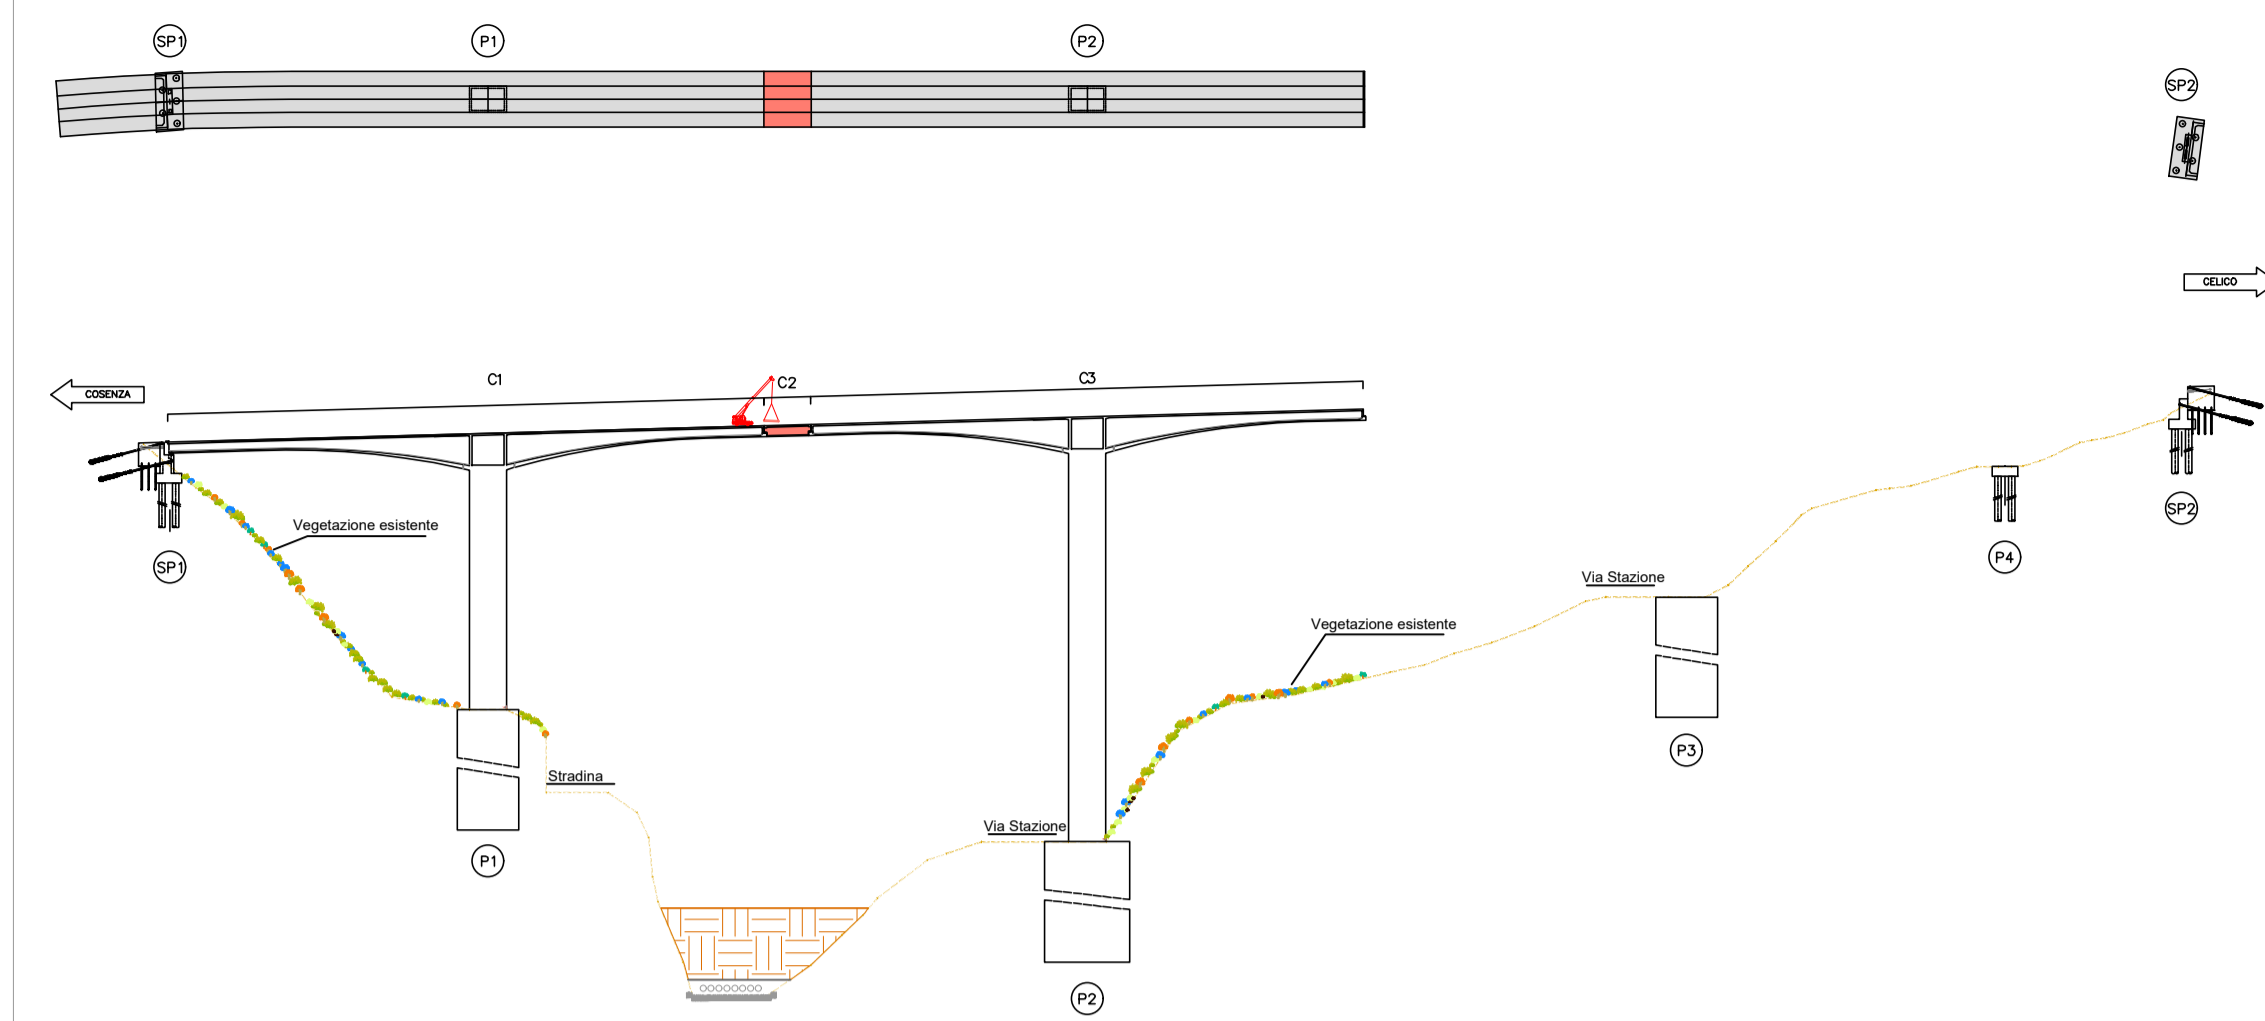 SP1
P1
P2
SP2
CELICO
COSENZA
C1
C2
C3
Vegetazione esistente
SP1
SP2
P4
Via Stazione
Vegetazione esistente
P3
Stradina
Via Stazione
P1
P2